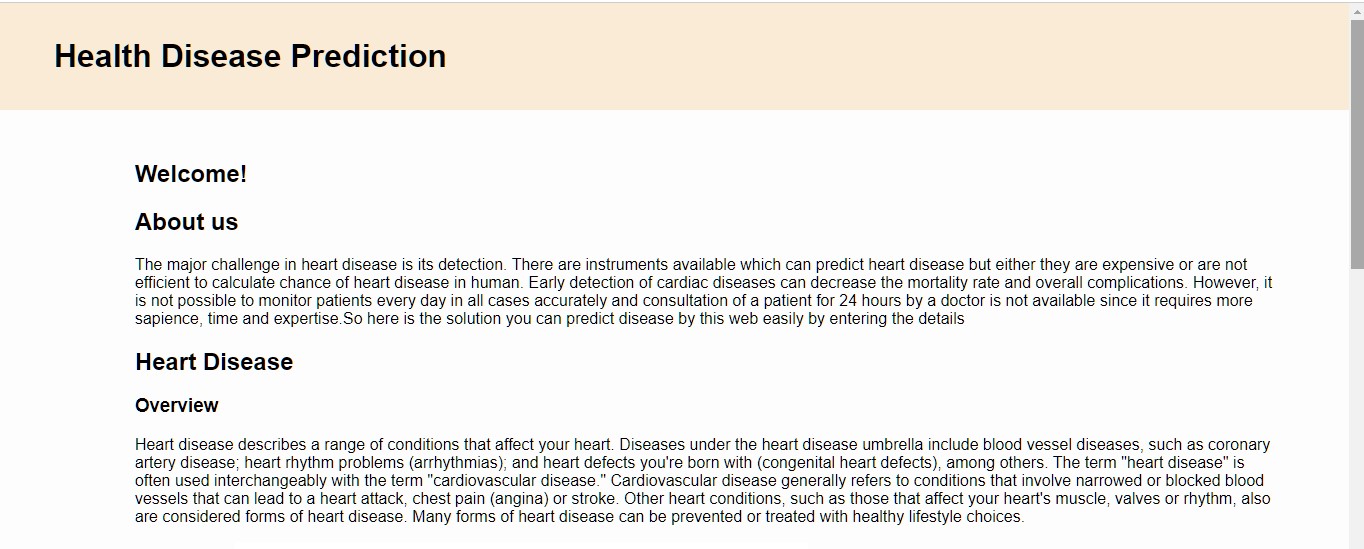 Health Disease Prediction
Welcome!
About us
The major challenge in heart disease is its detection. There are instruments available which can predict heart disease but either they are expensive or are not
efficient to calculate chance of heart disease in human. Early detection of cardiac diseases can decrease the mortality rate and overall complications. However, it
is not possible to monitor patients every day in all cases accurately and consultation of a patient for 24 hours by a doctor is not available since it requires more
sapience, time and expertise.So here is the solution you can predict disease by this web easily by entering the details
Heart Disease
Overview
Heart disease describes a range of conditions that affect your heart. Diseases under the heart disease umbrella include blood vessel diseases, such as coronary
artery disease; heart rhythm problems (arrhythmias); and heart defects you're born with (congenital heart defects), among others. The term "heart disease" is
often used interchangeably with the term "cardiovascular disease." Cardiovascular disease generally refers to conditions that involve narrowed or blocked blood
vessels that can lead to a heart attack, chest pain (angina) or stroke. Other heart conditions, such as those that affect your heart's muscle, valves or rhythm, also
are considered forms of heart disease. Many forms of heart disease can be prevented or treated with healthy lifestyle choices.